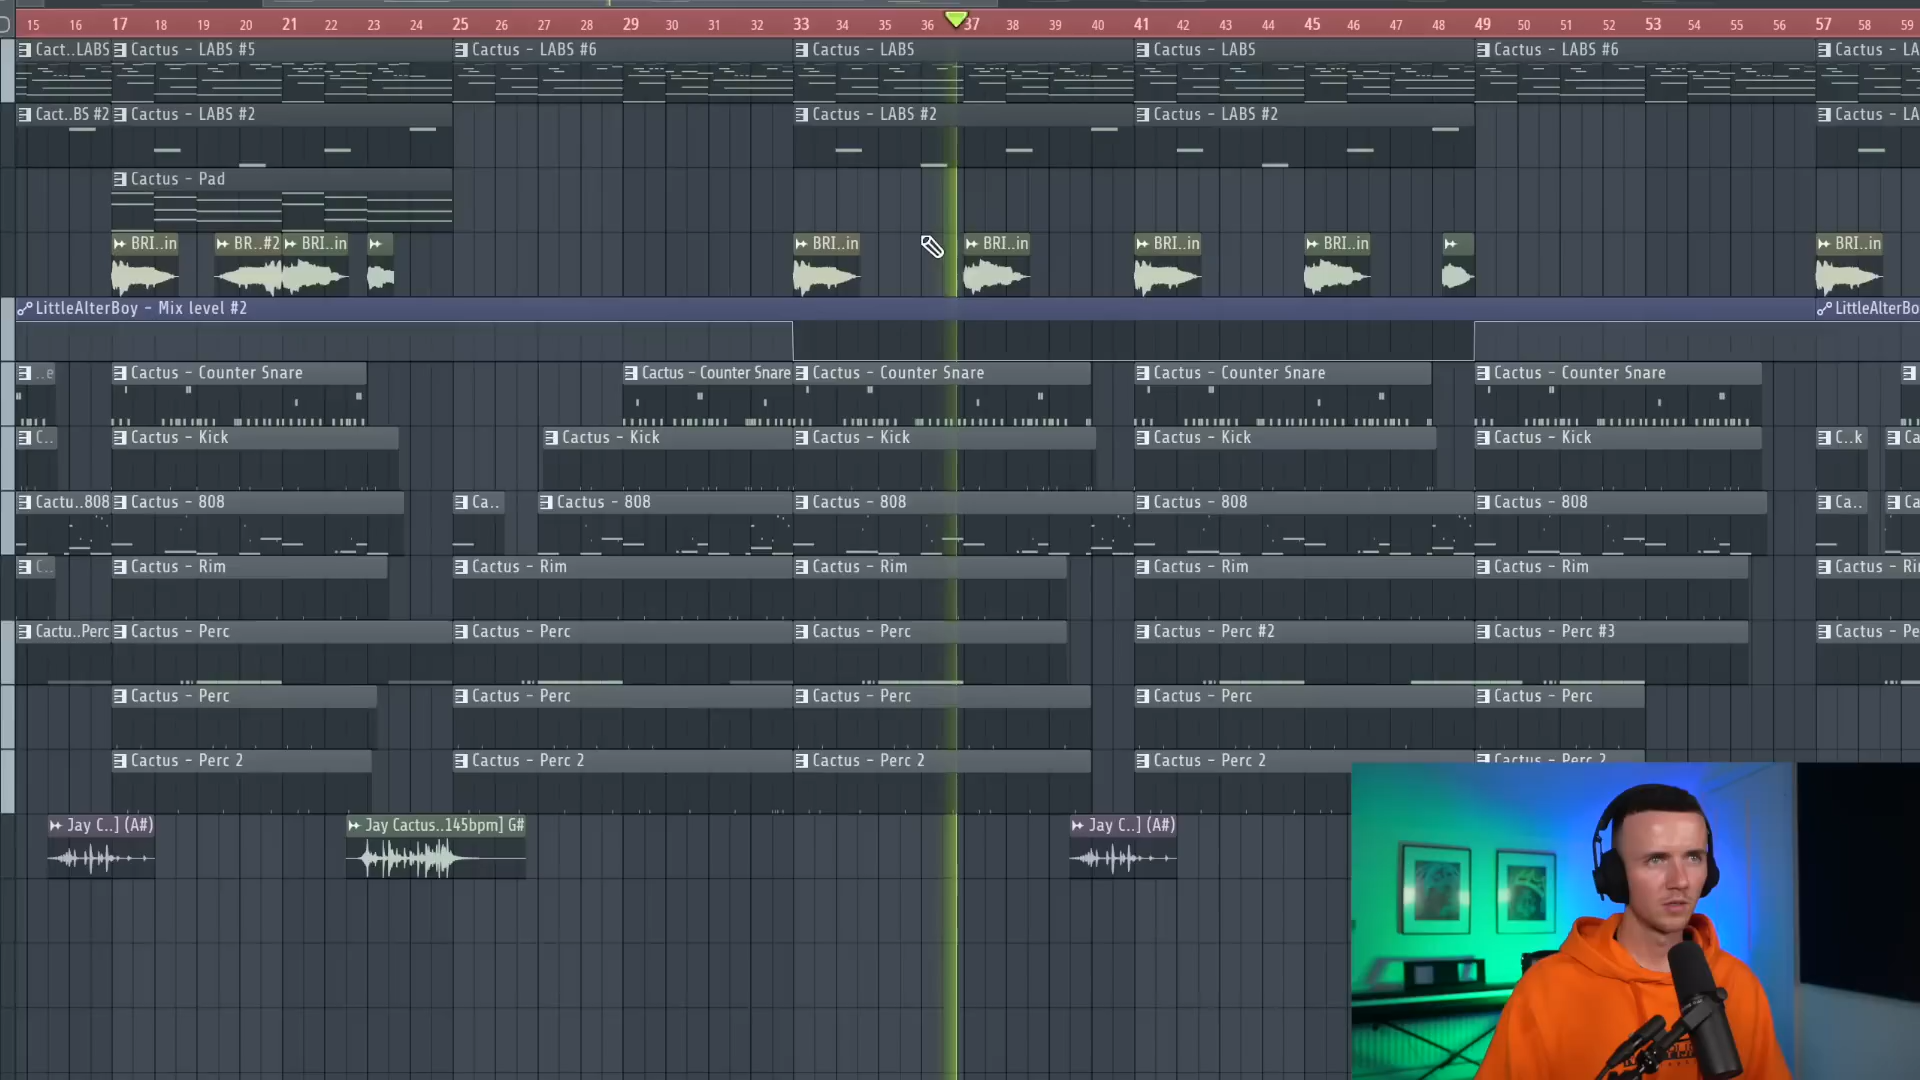 15 16 17 18 19 20 21 22 23 24 25 26 27 28 29 30 31 32 33 34 35 36 37 38 39 40 41 42 43 44 45 46 47 48 49 50 51 52 53 54 55 56 57 58 59
Cact..LABS Cactus - LABS #5 Cactus - LABS #6 Cactus - LABS Cactus - LABS Cactus - LABS #6 Cactus - LA
Cact..BS #2 Cactus - LABS #2 Cactus - LABS #2 Cactus - LABS #2 Cactus - LA
Cactus - Pad
BRI..in BR..#2 BRI..in BRI..in BRI..in BRI..in BRI..in BRI..in
LittleAlterBoy - Mix level #2 LittleAlterBo
..e Cactus - Counter Snare Cactus - Counter Snare Cactus - Counter Snare Cactus - Counter Snare Cactus - Counter Snare
C.. Cactus - Kick Cactus - Kick Cactus - Kick Cactus - Kick Cactus - Kick C..k Ca
Cactu..808 Cactus - 808 Ca.. Cactus - 808 Cactus - 808 Cactus - 808 Cactus - 808 Ca.. Ca
C.. Cactus - Rim Cactus - Rim Cactus - Rim Cactus - Rim Cactus - Rim Cactus - Ri
Cactu..Perc Cactus - Perc Cactus - Perc Cactus - Perc Cactus - Perc #2 Cactus - Perc #3 Cactus - Pe
Cactus - Perc Cactus - Perc Cactus - Perc Cactus - Perc Cactus - Perc
Cactus - Perc 2 Cactus - Perc 2 Cactus - Perc 2 Cactus - Perc 2 Cactus - Perc 2
Jay C..] (A#) Jay Cactus..145bpm] G# Jay C..] (A#)